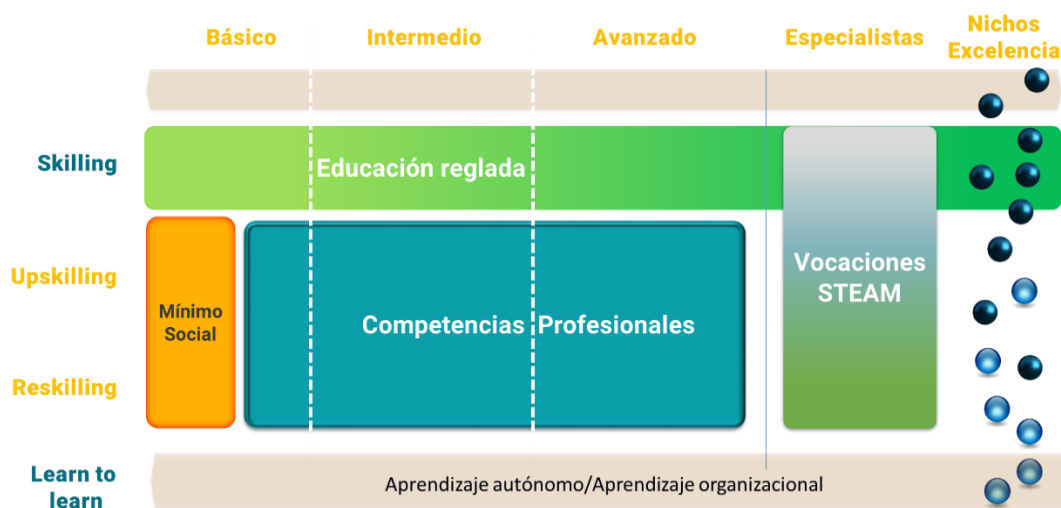 Básico
Intermedio
Avanzado
Especialistas
Nichos
Excelencia
Skilling
Educación reglada
Upskilling
Mínimo
Social
Competencias Profesionales
Vocaciones
STEAM
Reskilling
Learn to
learn
Aprendizaje autónomo/Aprendizaje organizacional